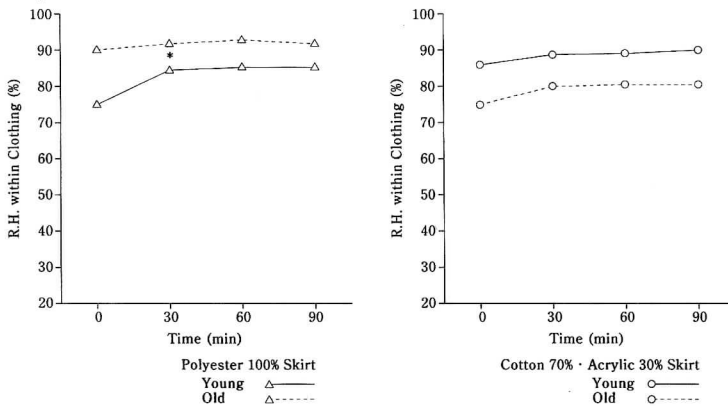 R.H. within Clothing (%)
100
90
80
70
60
50
40
30
20
*
0 30 60 90
Time (min)
Polyester 100% Skirt
Young
Old
R.H. within Clothing (%)
100
90
80
70
60
50
40
30
20
0 30 60 90
Time (min)
Cotton 70% · Acrylic 30% Skirt
Young
Old